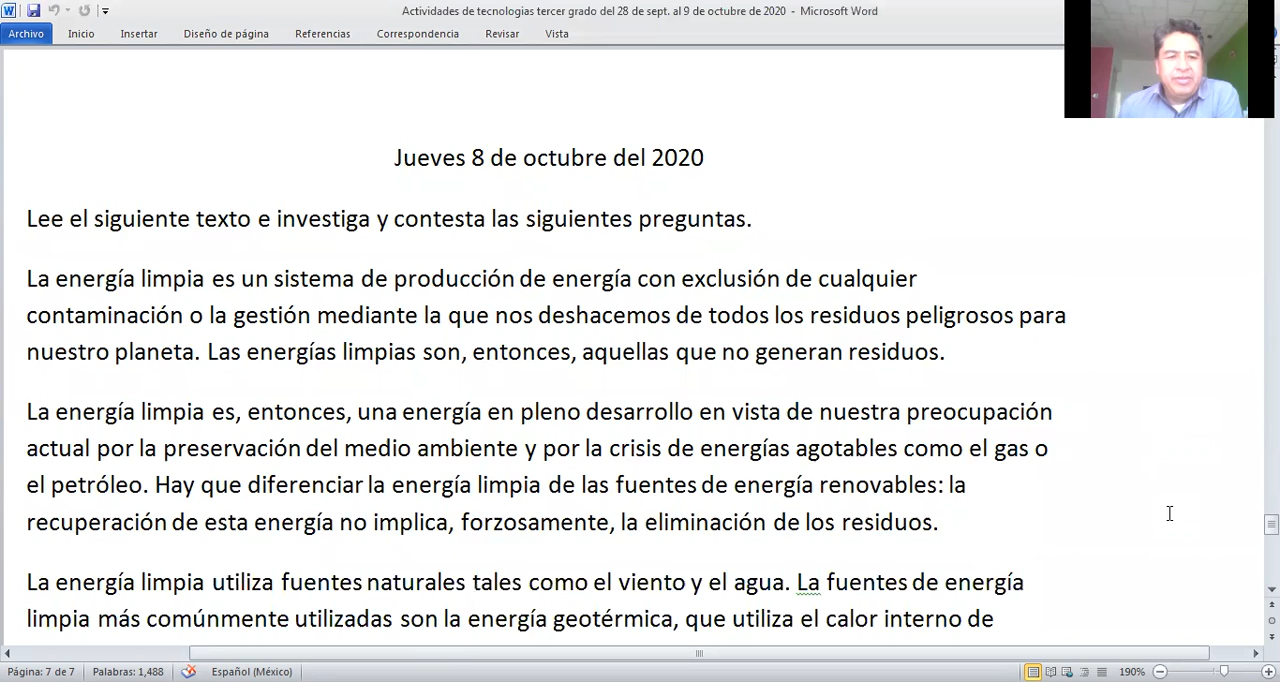 Actividades de tecnologias tercer grado del 28 de sept. al 9 de octubre de 2020 - Microsoft Word
Archivo Inicio Insertar Diseño de página Referencias Correspondencia Revisar Vista
Jueves 8 de octubre del 2020
Lee el siguiente texto e investiga y contesta las siguientes preguntas.
La energía limpia es un sistema de producción de energía con exclusión de cualquier
contaminación o la gestión mediante la que nos deshacemos de todos los residuos peligrosos para
nuestro planeta. Las energías limpias son, entonces, aquellas que no generan residuos.
La energía limpia es, entonces, una energía en pleno desarrollo en vista de nuestra preocupación
actual por la preservación del medio ambiente y por la crisis de energías agotables como el gas o
el petróleo. Hay que diferenciar la energía limpia de las fuentes de energía renovables: la
recuperación de esta energía no implica, forzosamente, la eliminación de los residuos.
La energía limpia utiliza fuentes naturales tales como el viento y el agua. La fuentes de energía
limpia más comúnmente utilizadas son la energía geotérmica, que utiliza el calor interno de
Página: 7 de 7 Palabras: 1,488 Español (México) 190%